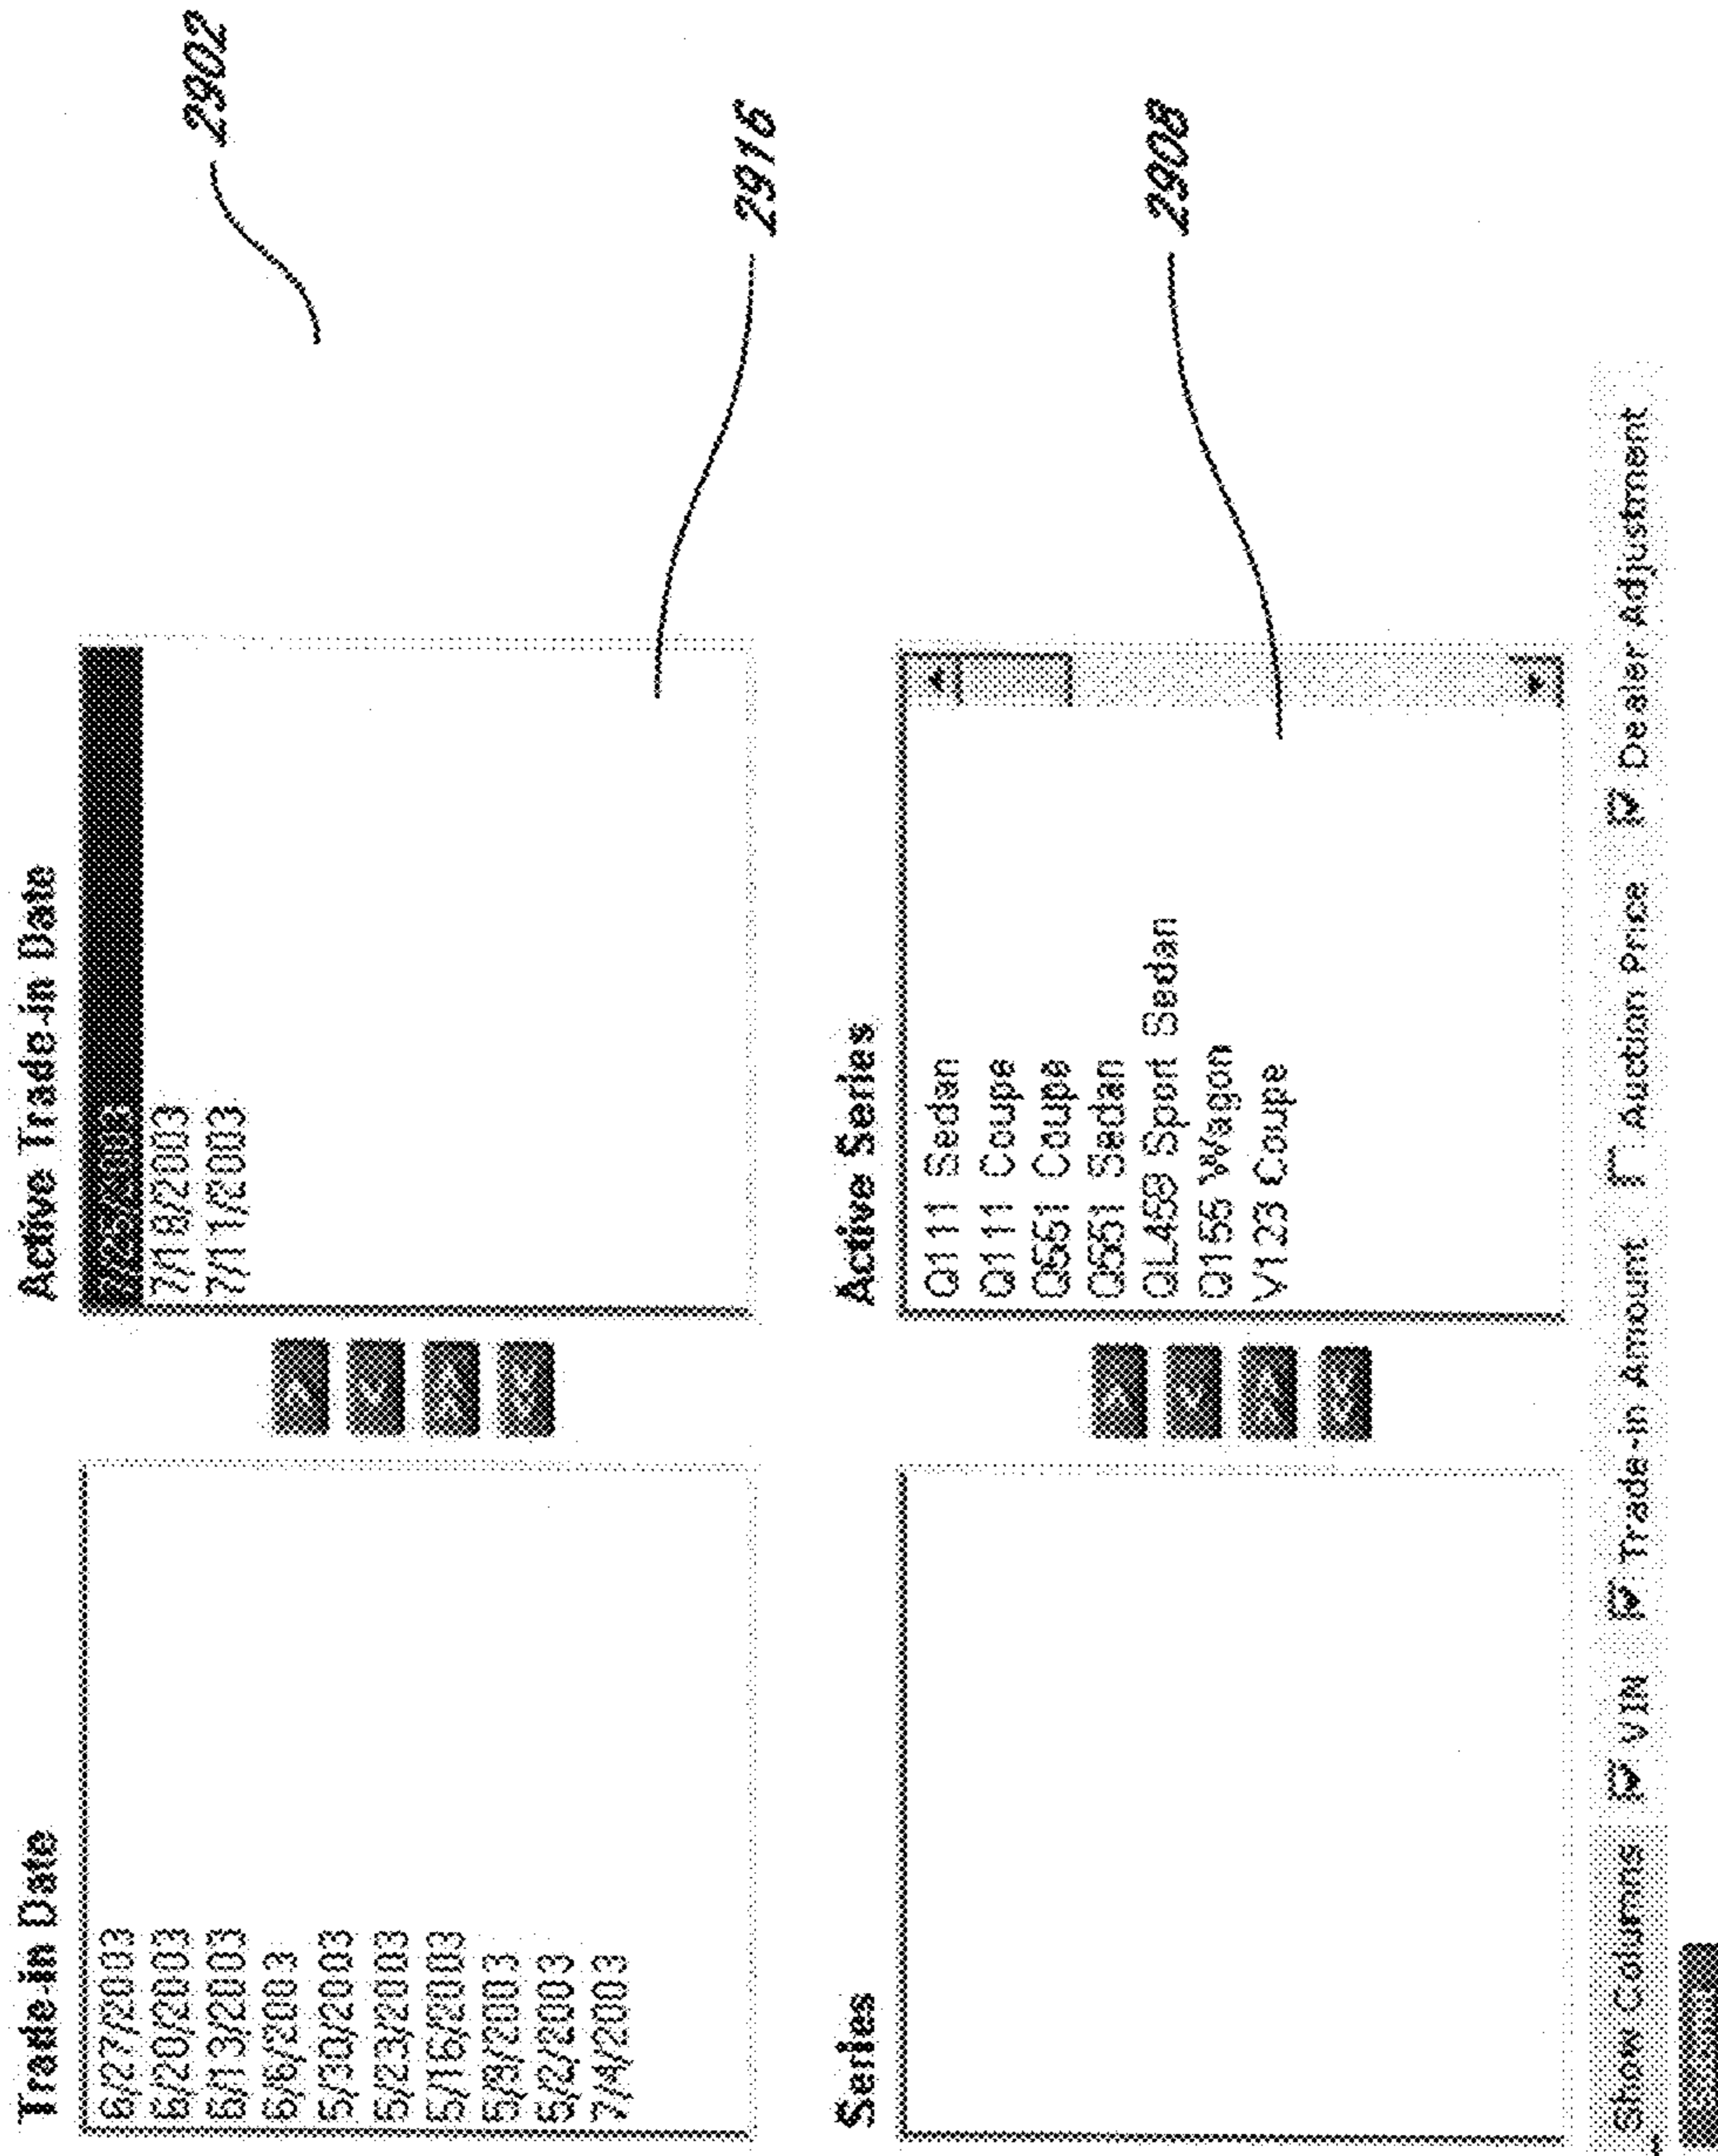 Trade-in Date
6/27/2003
6/20/2003
6/13/2003
6/6/2003
5/30/2003
5/23/2003
5/16/2003
5/9/2003
5/2/2003
7/4/2003
Active Trade-in Date
7/18/2003
7/11/2003
2902
2916
Series
Active Series
Q111 Sedan
Q111 Coupe
Q551 Coupe
Q551 Sedan
QL458 Sport Sedan
Q155 Wagon
V123 Coupe
2908
Show Columns VIN Trade-in Amount Auction Price Dealer Adjustment